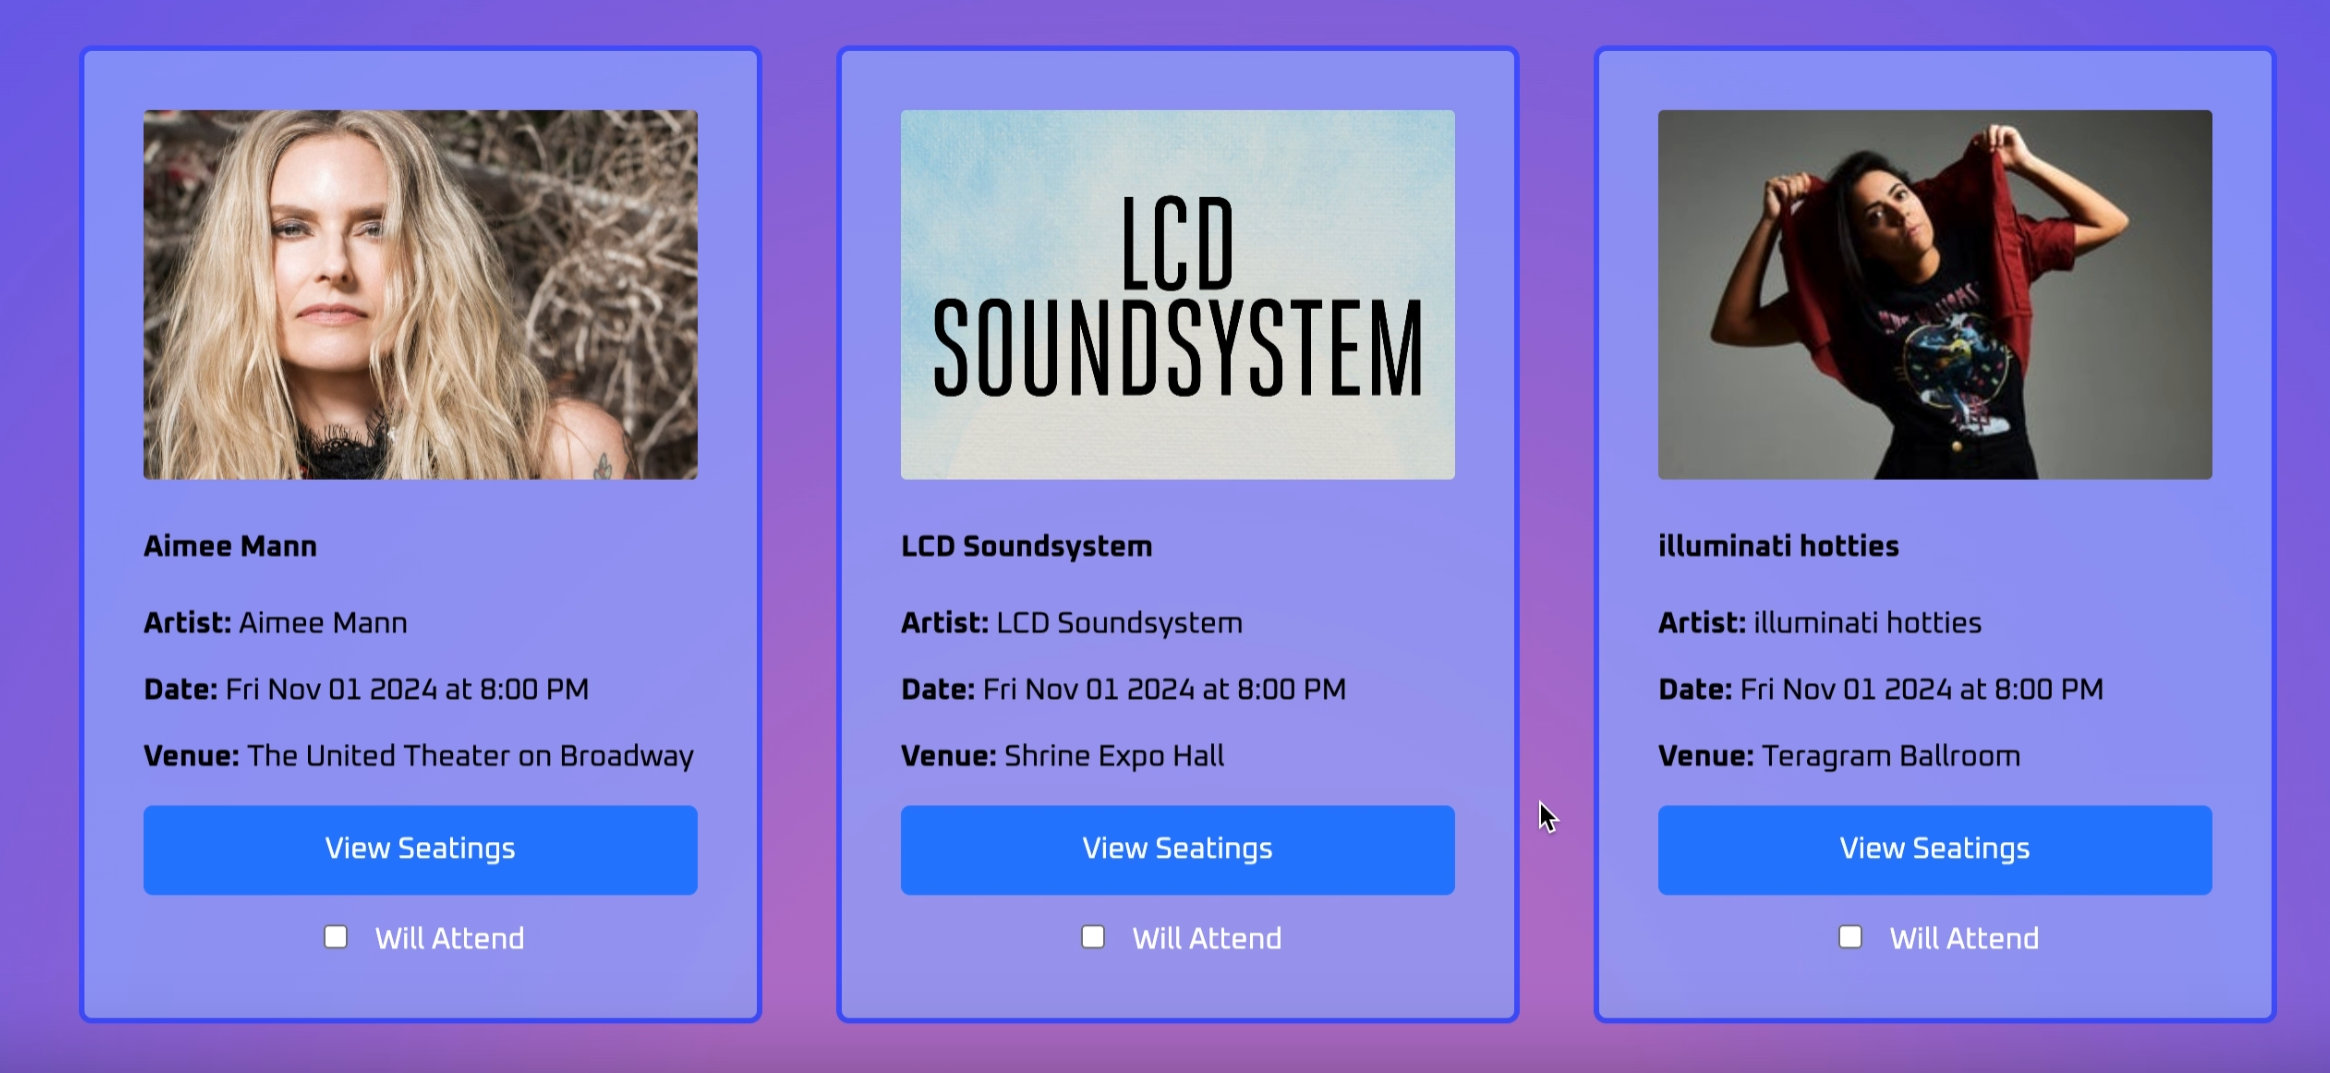 LCD
SOUNDSYSTEM
Aimee Mann
Artist: Aimee Mann
Date: Fri Nov 01 2024 at 8:00 PM
Venue: The United Theater on Broadway
View Seatings
Will Attend
LCD Soundsystem
Artist: LCD Soundsystem
Date: Fri Nov 01 2024 at 8:00 PM
Venue: Shrine Expo Hall
View Seatings
Will Attend
illuminati hotties
Artist: illuminati hotties
Date: Fri Nov 01 2024 at 8:00 PM
Venue: Teragram Ballroom
View Seatings
Will Attend